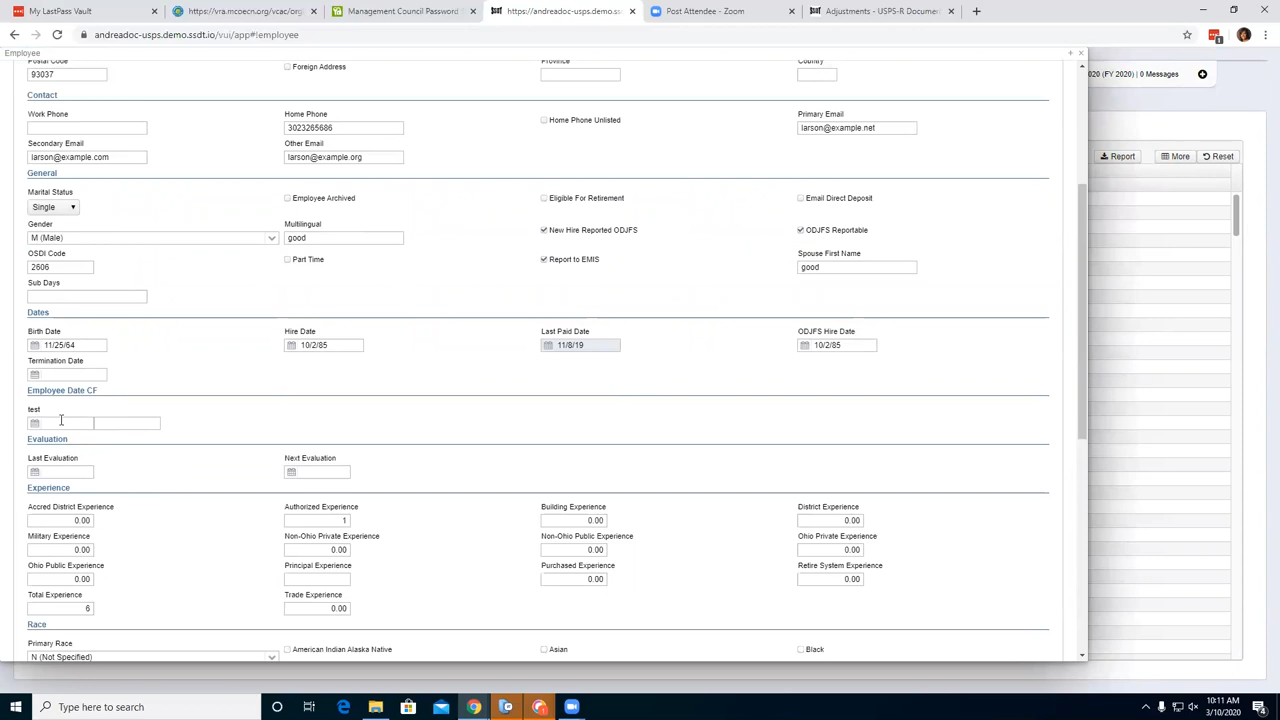 My LastPass Vault
https://vra.mcoecn.org/vcev/org/
Management Council Password
https://andreadoc-usps.demo.ssdt.i
Post Attendee - Zoom
Adjustments - USPS-R Document
andreadoc-usps.demo.ssdt.io/vui/app#!employee
1
Employee
Postal Code
93037
Foreign Address
Province
Country
020 (FY 2020) | 0 Messages
Contact
Work Phone
Home Phone
3023265686
Home Phone Unlisted
Primary Email
larson@example.net
Secondary Email
larson@example.com
Other Email
larson@example.org
Report
More
Reset
General
Marital Status
Single
Employee Archived
Eligible For Retirement
Email Direct Deposit
Gender
M (Male)
Multilingual
good
New Hire Reported ODJFS
ODJFS Reportable
OSDI Code
2606
Part Time
Report to EMIS
Spouse First Name
good
Sub Days
Dates
Birth Date
11/25/64
Hire Date
10/2/85
Last Paid Date
11/8/19
ODJFS Hire Date
10/2/85
Termination Date
Employee Date CF
test
Evaluation
Last Evaluation
Next Evaluation
Experience
Accred District Experience
0.00
Authorized Experience
1
Building Experience
0.00
District Experience
0.00
Military Experience
0.00
Non-Ohio Private Experience
0.00
Non-Ohio Public Experience
0.00
Ohio Private Experience
0.00
Ohio Public Experience
0.00
Principal Experience
Purchased Experience
0.00
Retire System Experience
0.00
Total Experience
6
Trade Experience
0.00
Race
Primary Race
N (Not Specified)
American Indian Alaska Native
Asian
Black
Type here to search
10:11 AM
3/10/2020
4